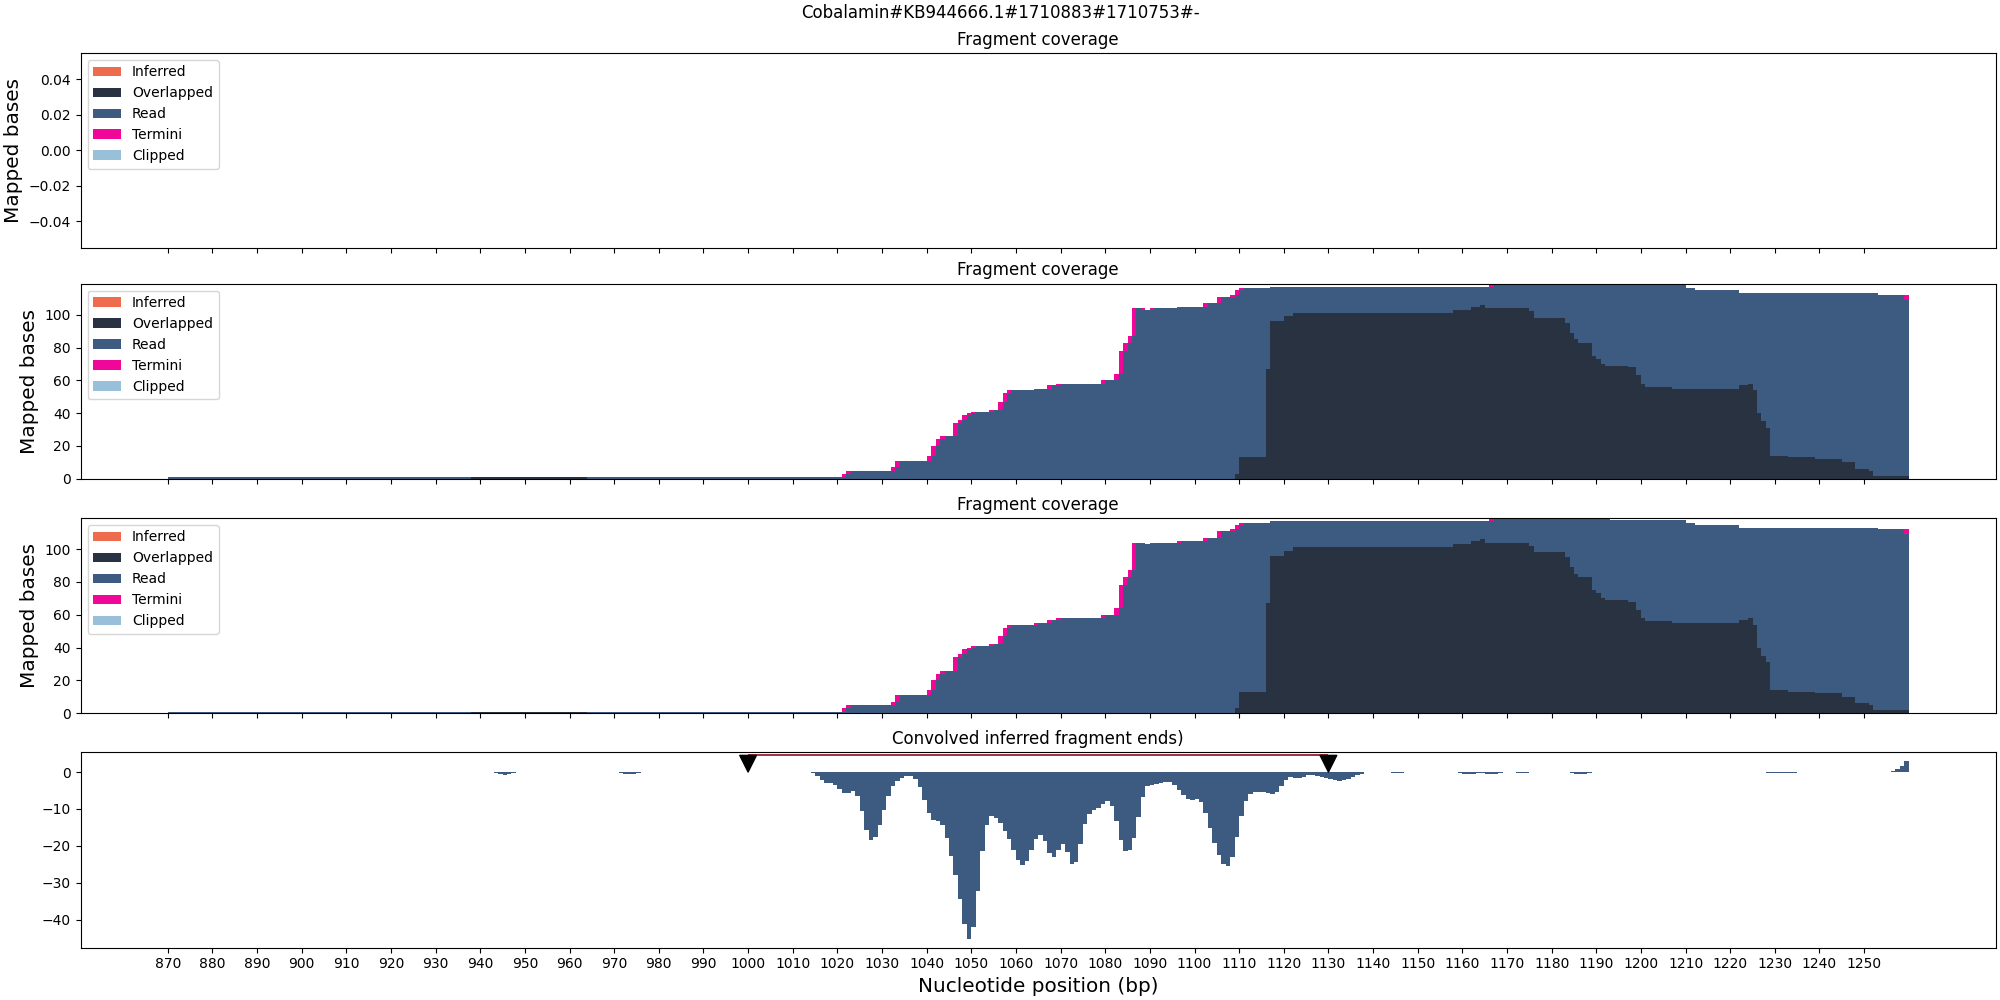 Cobalamin#KB944666.1#1710883#1710753#-
Fragment coverage
Mapped bases
0.04
0.02
0.00
−0.02
−0.04
Inferred
Overlapped
Read
Termini
Clipped
Fragment coverage
Mapped bases
100
80
60
40
20
0
Inferred
Overlapped
Read
Termini
Clipped
Fragment coverage
Mapped bases
100
80
60
40
20
0
Inferred
Overlapped
Read
Termini
Clipped
Convolved inferred fragment ends)
0
−10
−20
−30
−40
870 880 890 900 910 920 930 940 950 960 970 980 990 1000 1010 1020 1030 1040 1050 1060 1070 1080 1090 1100 1110 1120 1130 1140 1150 1160 1170 1180 1190 1200 1210 1220 1230 1240 1250
Nucleotide position (bp)